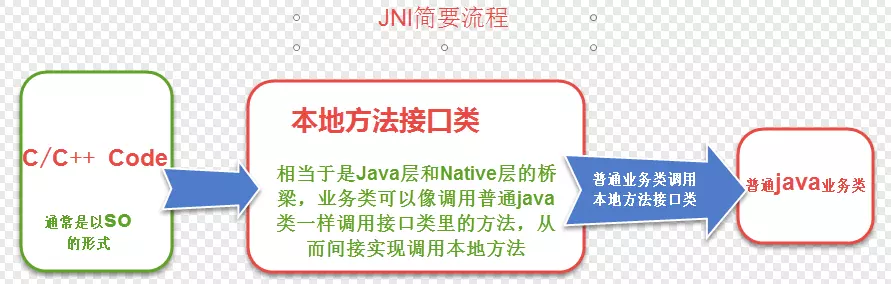 JNI简要流程
C/C++ Code
通常是以SO
的形式
本地方法接口类
相当于是Java层和Native层的桥
梁，业务类可以像调用普通java
类一样调用接口类里的方法，从
而间接实现调用本地方法
普通业务类调用
本地方法接口类
普通java业务类